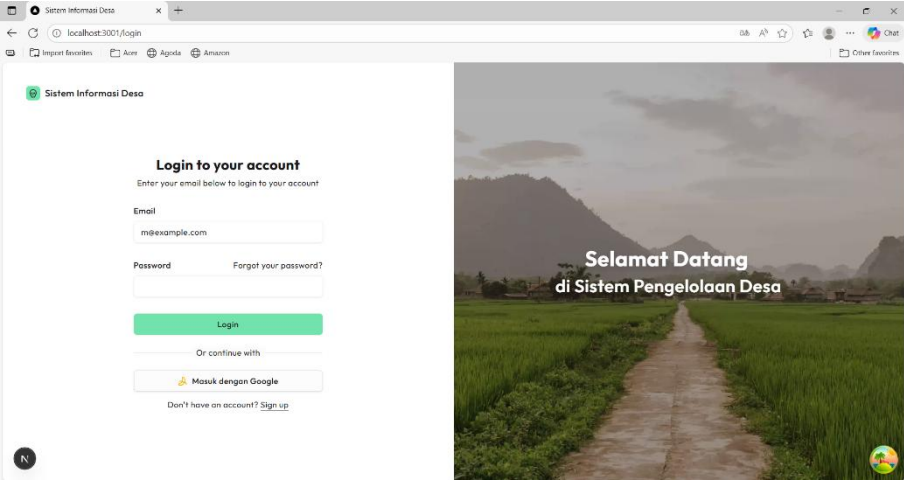 Sistem Informasi Desa
localhost:3001/login
Chat
Import favorites
Acer
Agoda
Amazon
Other favorites
Sistem Informasi Desa
Login to your account
Enter your email below to login to your account
Email
m@example.com
Password
Forgot your password?
Login
Or continue with
Masuk dengan Google
Don't have an account? Sign up
Selamat Datang
di Sistem Pengelolaan Desa
N